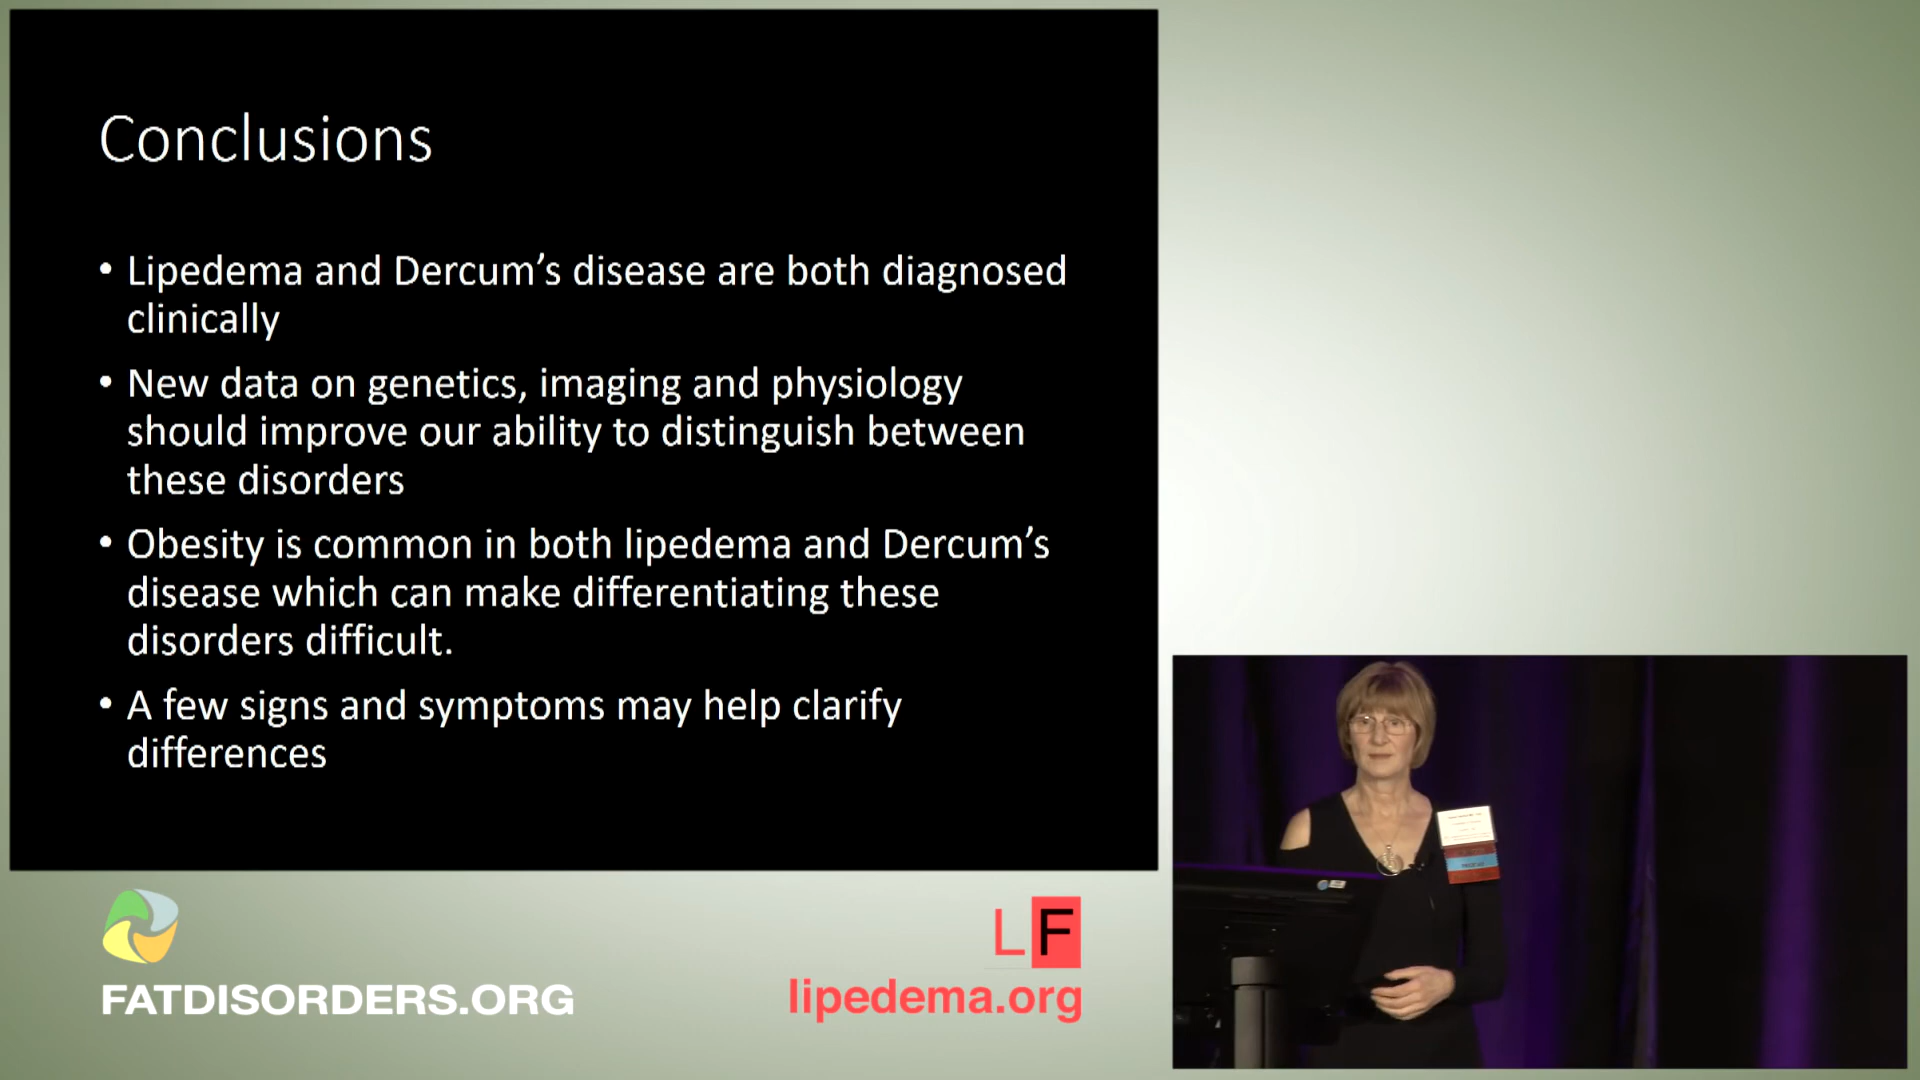 Conclusions
• Lipedema and Dercum’s disease are both diagnosed
clinically
• New data on genetics, imaging and physiology
should improve our ability to distinguish between
these disorders
• Obesity is common in both lipedema and Dercum’s
disease which can make differentiating these
disorders difficult.
• A few signs and symptoms may help clarify
differences
FATDISORDERS.ORG
LF
lipedema.org